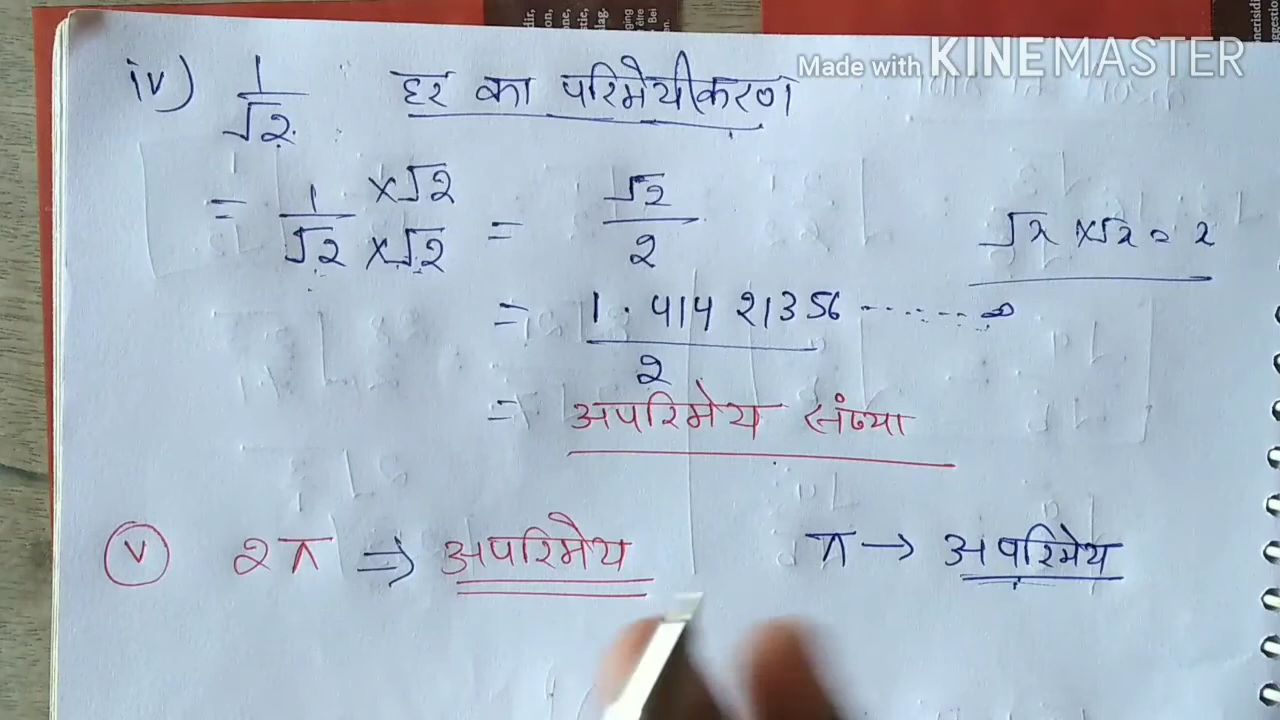 Made with KINEMASTER
iv) 1/√2 हर का परिमेयीकरण
= 1/√2 ×√2/×√2 = √2/2
√2 ×√2 = 2
= 1.41421356 ........ ∞ / 2
= अपरिमेय संख्या
v 2π ⇒ अपरिमेय
π → अपरिमेय